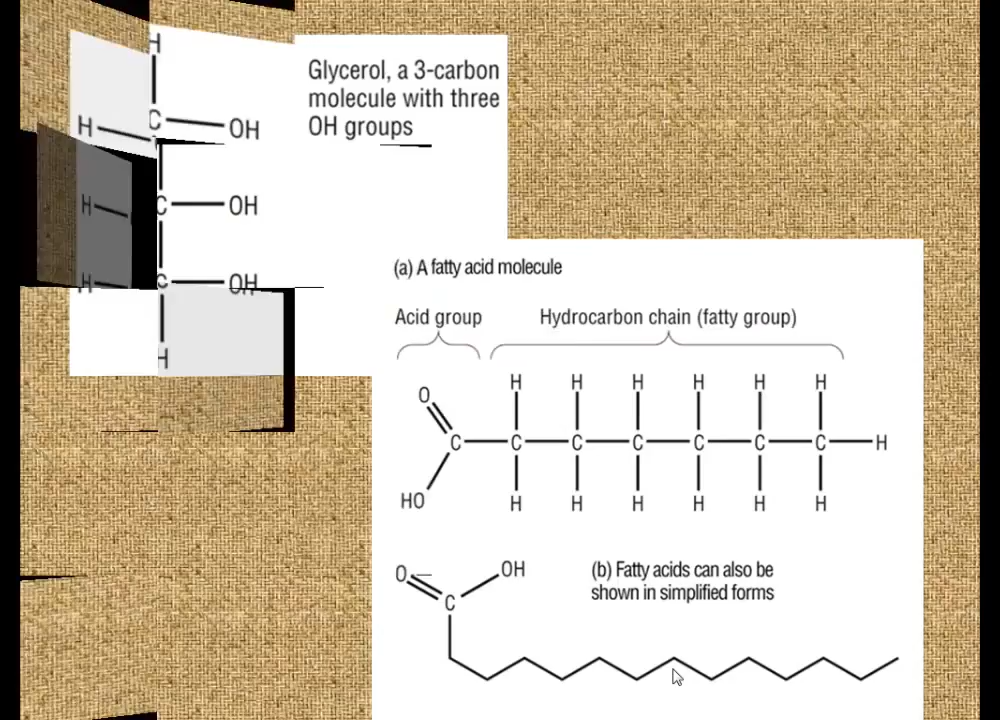 H
Glycerol, a 3-carbon
molecule with three
OH groups
H C OH
H C OH
H C OH
H
(a) A fatty acid molecule
Acid group Hydrocarbon chain (fatty group)
H H H H H H
O
C C C C C C C H
HO
H H H H H H
O OH
C
(b) Fatty acids can also be
shown in simplified forms